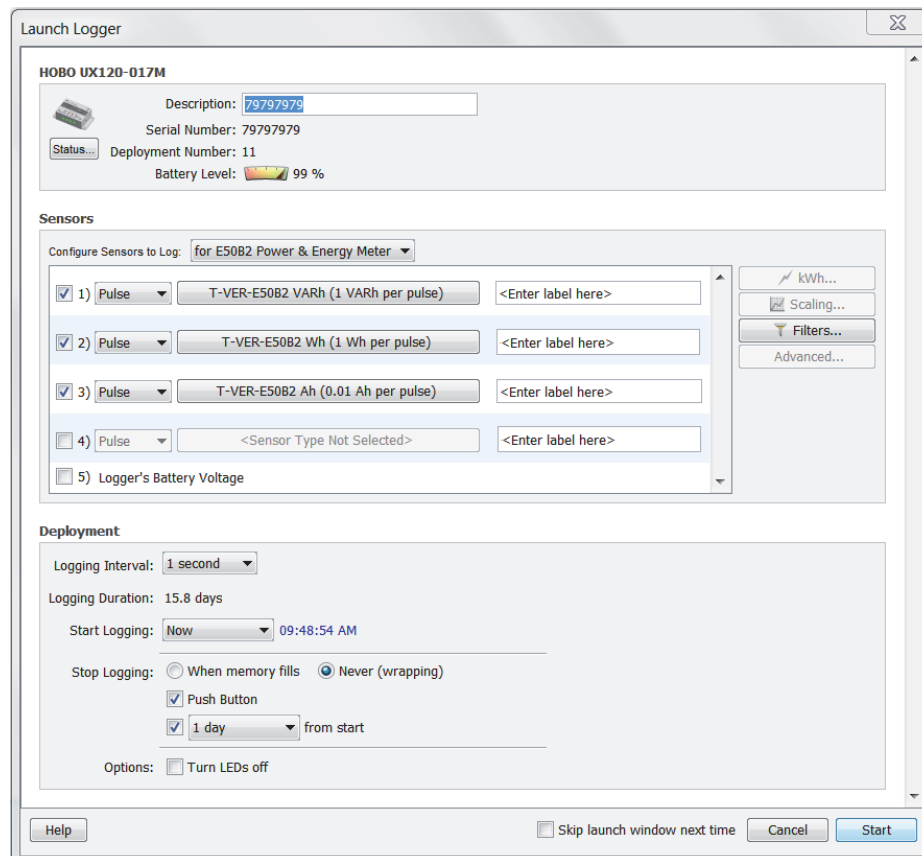 Launch Logger
HOBO UX120-017M
Description: 79797979
Serial Number: 79797979
Status... Deployment Number: 11
Battery Level: 99 %
Sensors
Configure Sensors to Log: for E50B2 Power & Energy Meter
1) Pulse T-VER-E50B2 VARh (1 VARh per pulse) <Enter label here>
2) Pulse T-VER-E50B2 Wh (1 Wh per pulse) <Enter label here>
3) Pulse T-VER-E50B2 Ah (0.01 Ah per pulse) <Enter label here>
4) Pulse <Sensor Type Not Selected> <Enter label here>
5) Logger's Battery Voltage
kWh...
Scaling...
Filters...
Advanced...
Deployment
Logging Interval: 1 second
Logging Duration: 15.8 days
Start Logging: Now 09:48:54 AM
Stop Logging: When memory fills Never (wrapping)
Push Button
1 day from start
Options: Turn LEDs off
Help Skip launch window next time Cancel Start